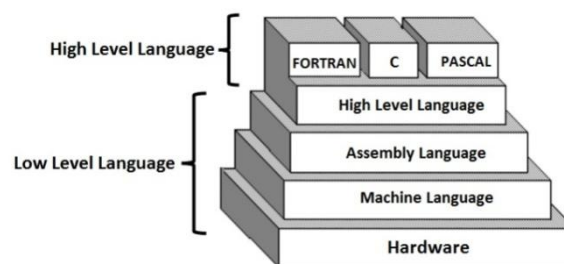 High Level Language
FORTRAN C PASCAL
High Level Language
Low Level Language
Assembly Language
Machine Language
Hardware